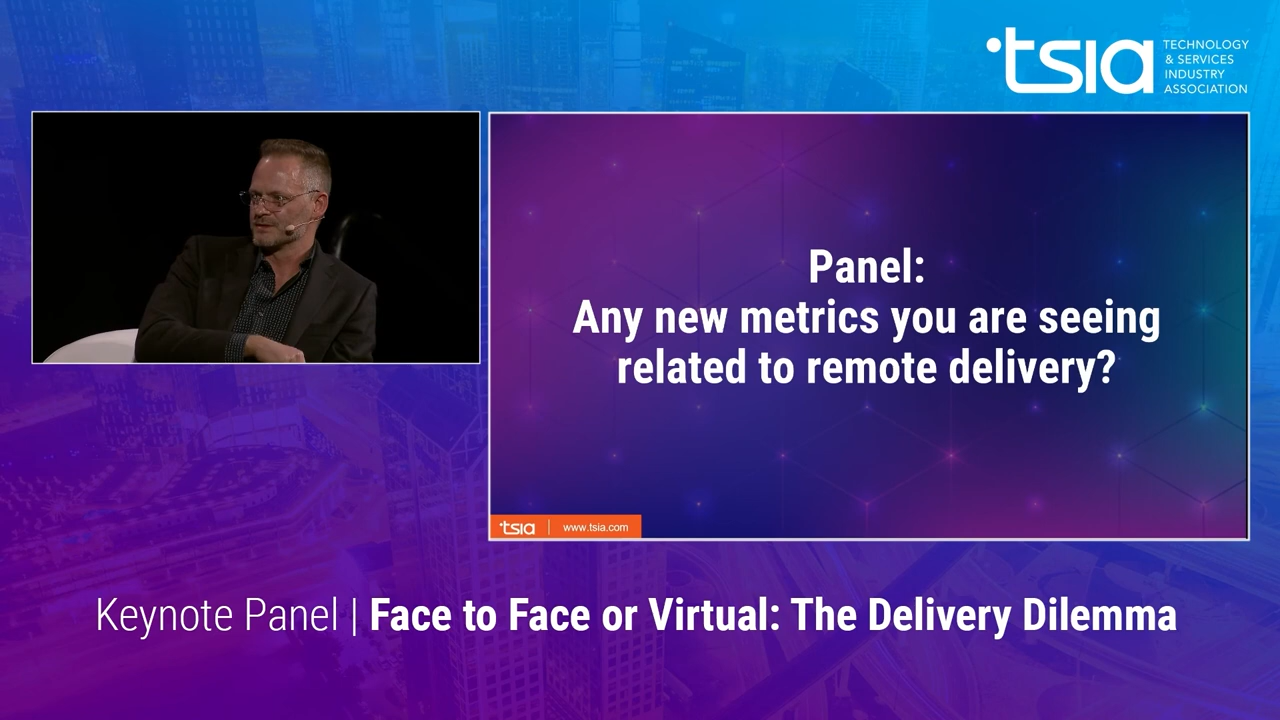 tsia TECHNOLOGY
& SERVICES
INDUSTRY
ASSOCIATION
Panel:
Any new metrics you are seeing
related to remote delivery?
tsia | www.tsia.com
Keynote Panel | Face to Face or Virtual: The Delivery Dilemma